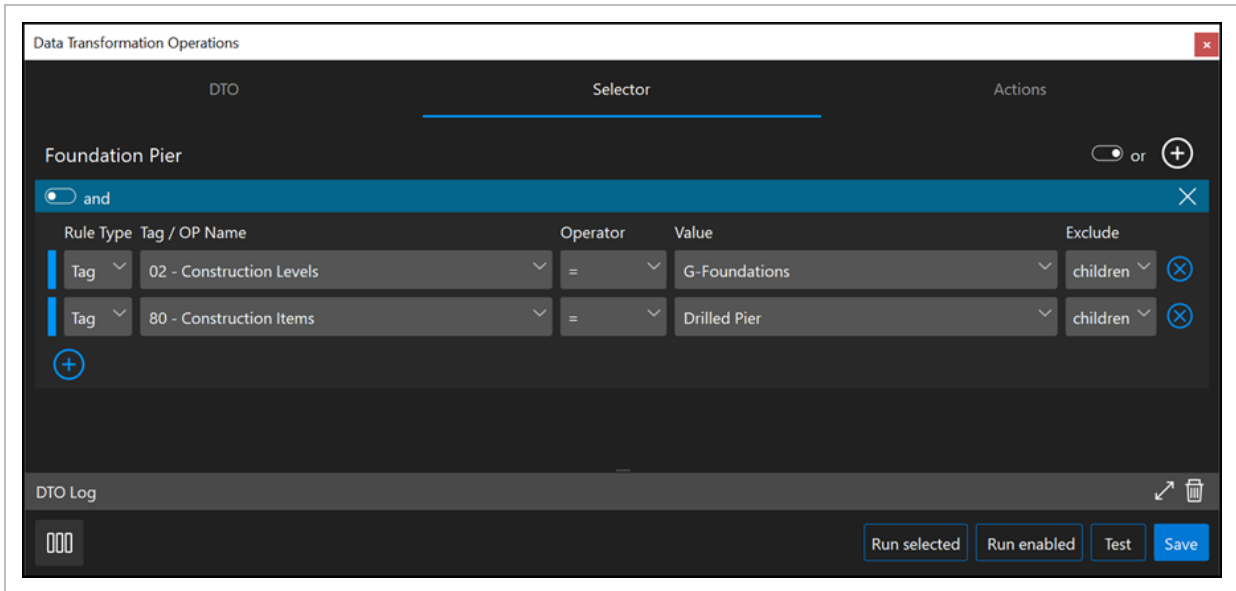 Data Transformation Operations
DTO Selector Actions
Foundation Pier or
and
Rule Type Tag / OP Name Operator Value Exclude
Tag 02 - Construction Levels = G-Foundations children
Tag 80 - Construction Items = Drilled Pier children
DTO Log
Run selected Run enabled Test Save